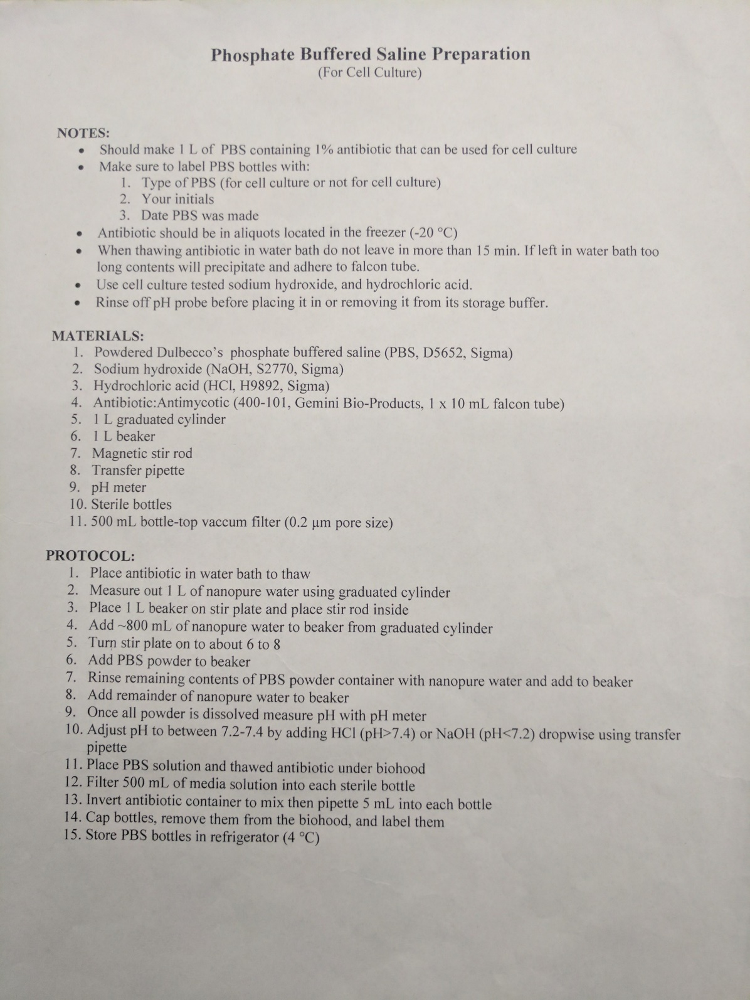 Phosphate Buffered Saline Preparation
(For Cell Culture)
NOTES:
• Should make 1 L of PBS containing 1% antibiotic that can be used for cell culture
• Make sure to label PBS bottles with:
1. Type of PBS (for cell culture or not for cell culture)
2. Your initials
3. Date PBS was made
• Antibiotic should be in aliquots located in the freezer (-20 °C)
• When thawing antibiotic in water bath do not leave in more than 15 min. If left in water bath too
long contents will precipitate and adhere to falcon tube.
• Use cell culture tested sodium hydroxide, and hydrochloric acid.
• Rinse off pH probe before placing it in or removing it from its storage buffer.
MATERIALS:
1. Powdered Dulbecco's phosphate buffered saline (PBS, D5652, Sigma)
2. Sodium hydroxide (NaOH, S2770, Sigma)
3. Hydrochloric acid (HCl, H9892, Sigma)
4. Antibiotic:Antimycotic (400-101, Gemini Bio-Products, 1 x 10 mL falcon tube)
5. 1 L graduated cylinder
6. 1 L beaker
7. Magnetic stir rod
8. Transfer pipette
9. pH meter
10. Sterile bottles
11. 500 mL bottle-top vaccum filter (0.2 µm pore size)
PROTOCOL:
1. Place antibiotic in water bath to thaw
2. Measure out 1 L of nanopure water using graduated cylinder
3. Place 1 L beaker on stir plate and place stir rod inside
4. Add ~800 mL of nanopure water to beaker from graduated cylinder
5. Turn stir plate on to about 6 to 8
6. Add PBS powder to beaker
7. Rinse remaining contents of PBS powder container with nanopure water and add to beaker
8. Add remainder of nanopure water to beaker
9. Once all powder is dissolved measure pH with pH meter
10. Adjust pH to between 7.2-7.4 by adding HCl (pH>7.4) or NaOH (pH<7.2) dropwise using transfer
pipette
11. Place PBS solution and thawed antibiotic under biohood
12. Filter 500 mL of media solution into each sterile bottle
13. Invert antibiotic container to mix then pipette 5 mL into each bottle
14. Cap bottles, remove them from the biohood, and label them
15. Store PBS bottles in refrigerator (4 °C)